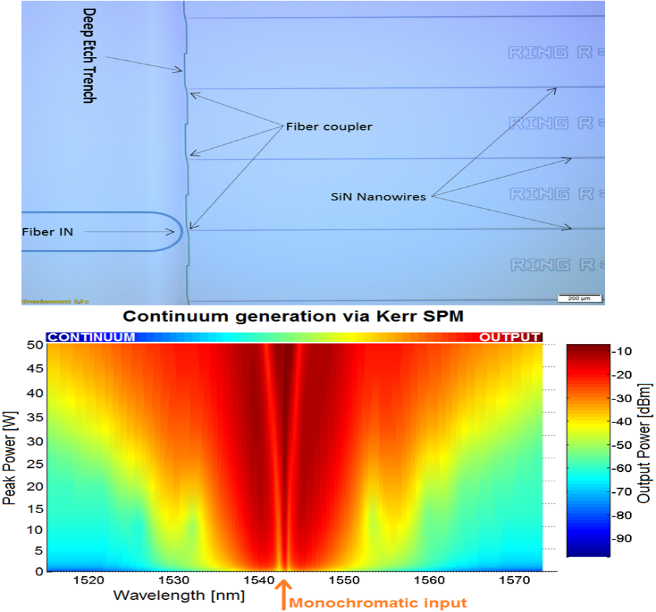 Deep Etch Trench
RING R=
RING R=
Fiber coupler
SiN Nanowires
RING R=
Fiber IN
RING R=
200 µm
Continuum generation via Kerr SPM
CONTINUUM OUTPUT
50
45
40
35
30
25
20
15
10
5
0
Peak Power [W]
1520 1530 1540 1550 1560 1570
Wavelength [nm]
Monochromatic input
-10
-20
-30
-40
-50
-60
-70
-80
-90
Output Power [dBm]